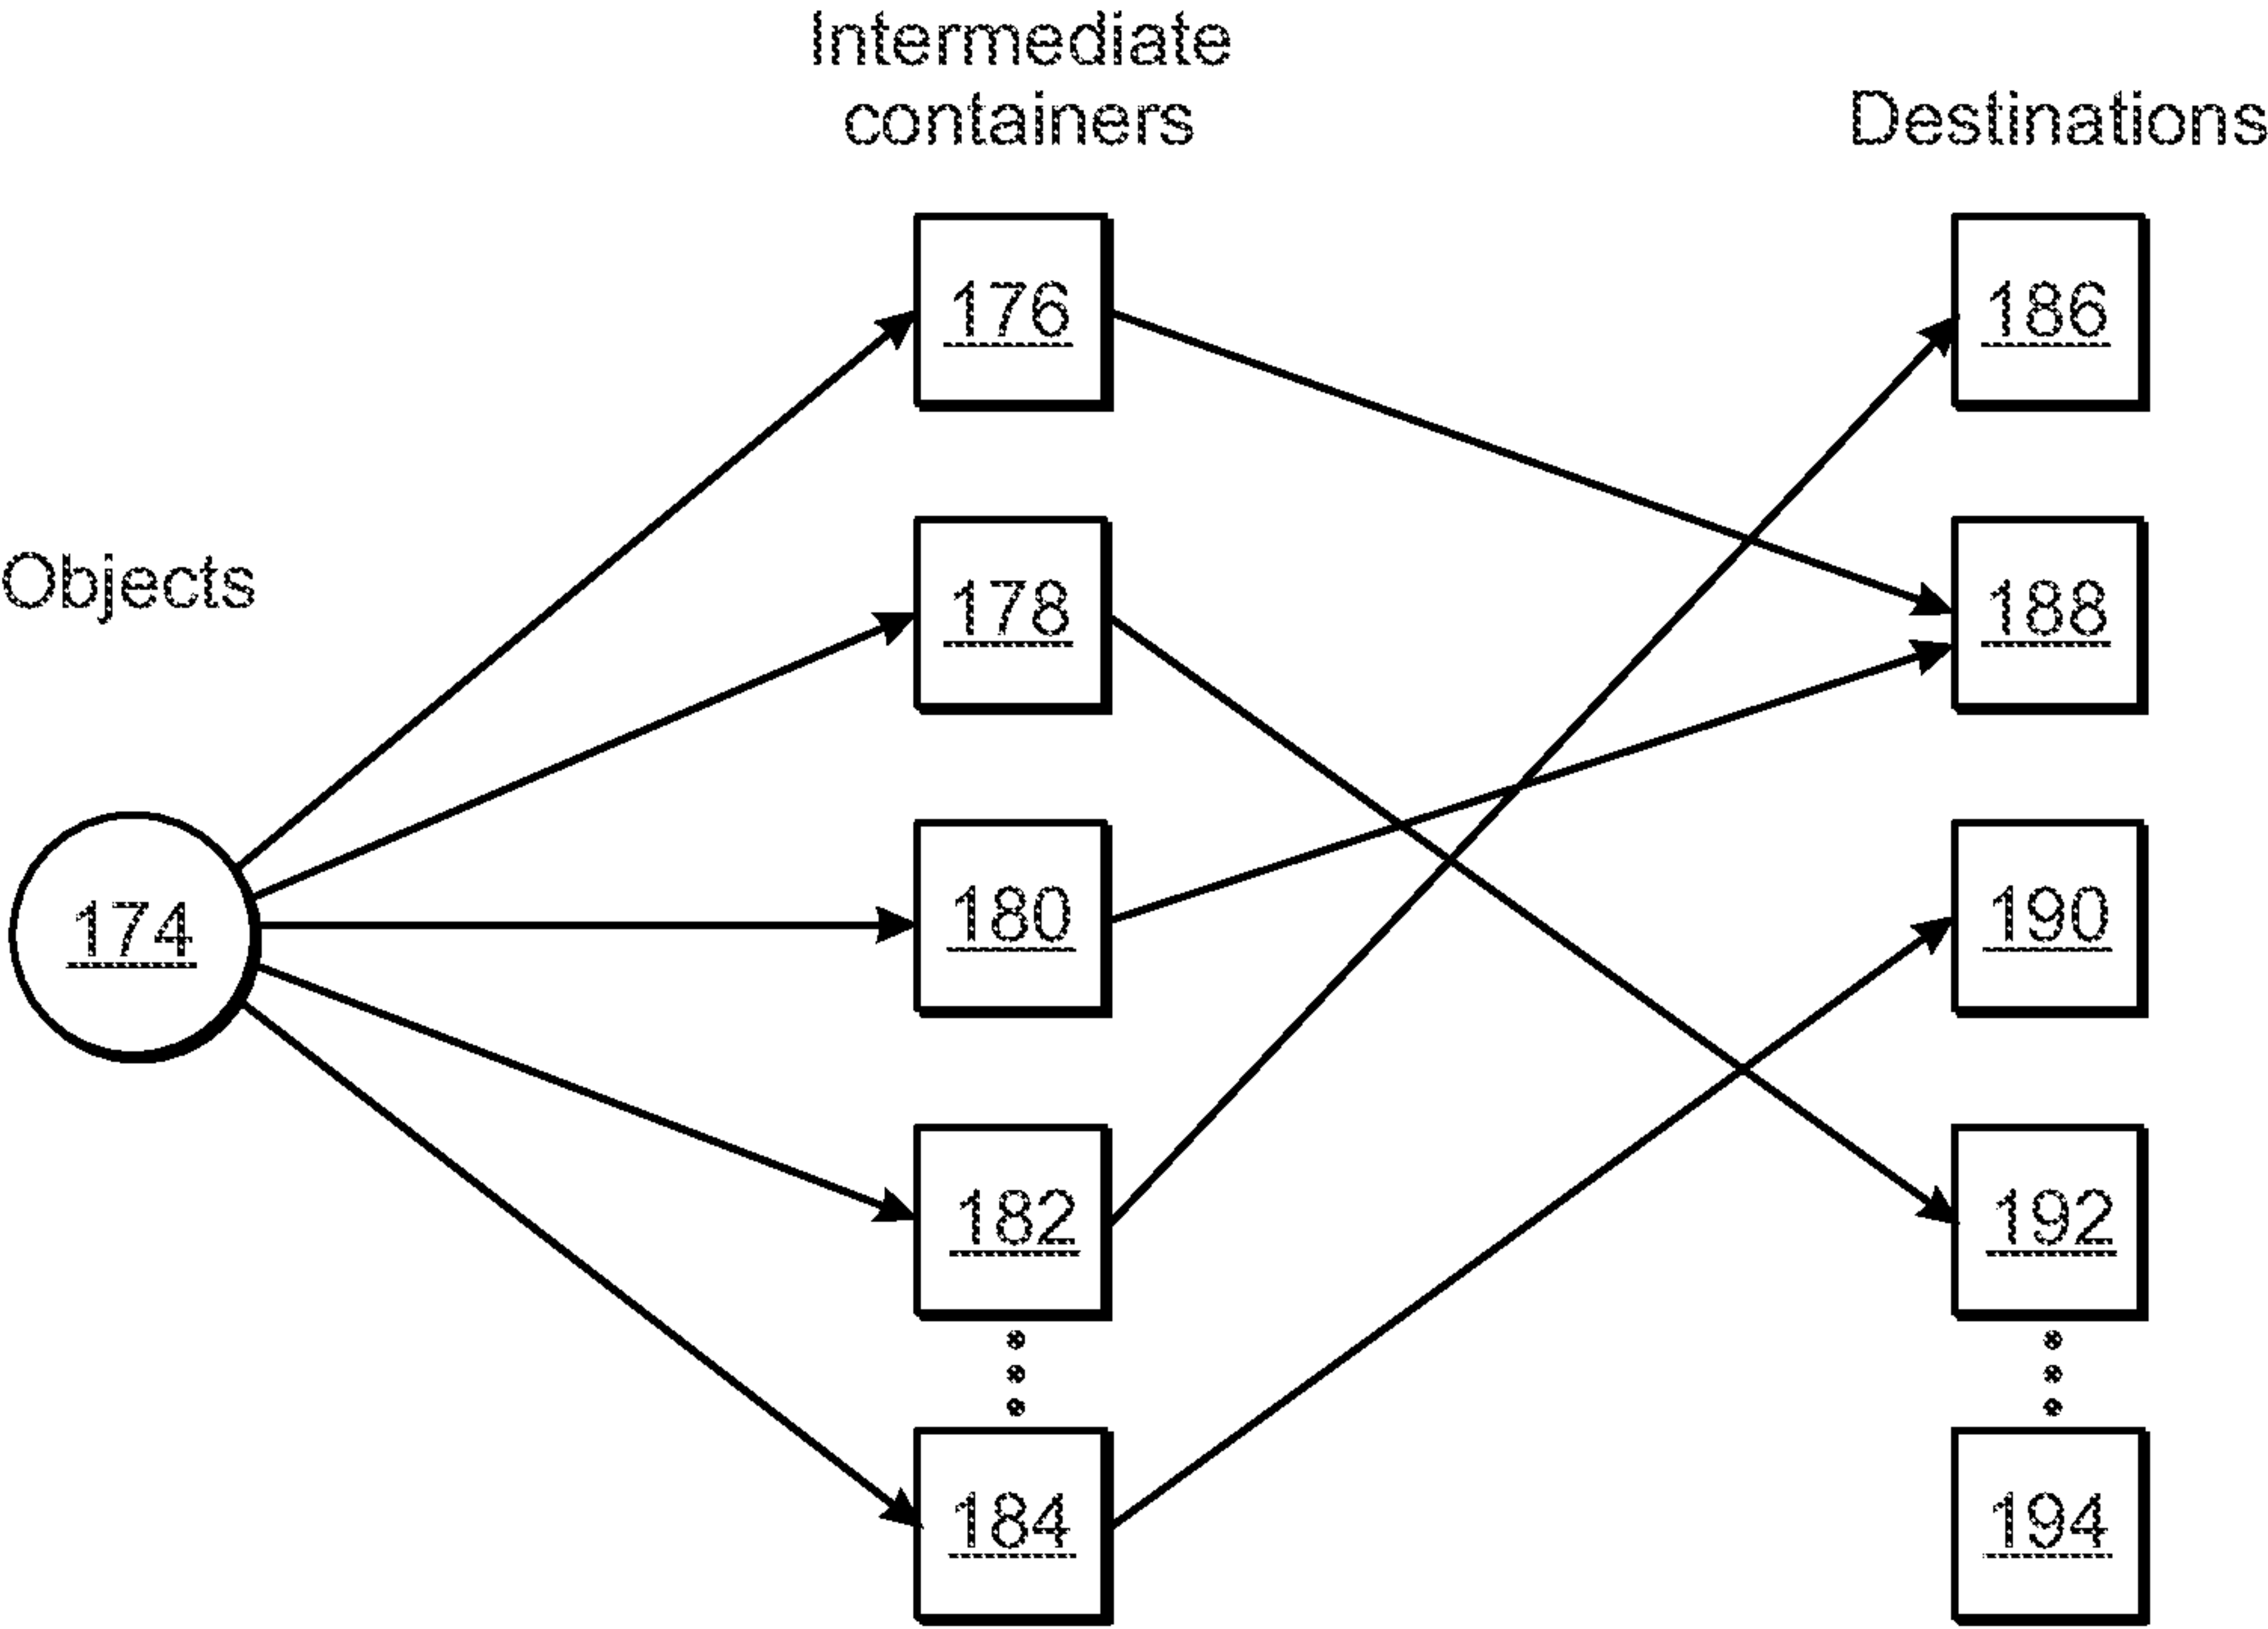 Intermediate
containers
Destinations
Objects
174
176
178
180
182
184
186
188
190
192
194